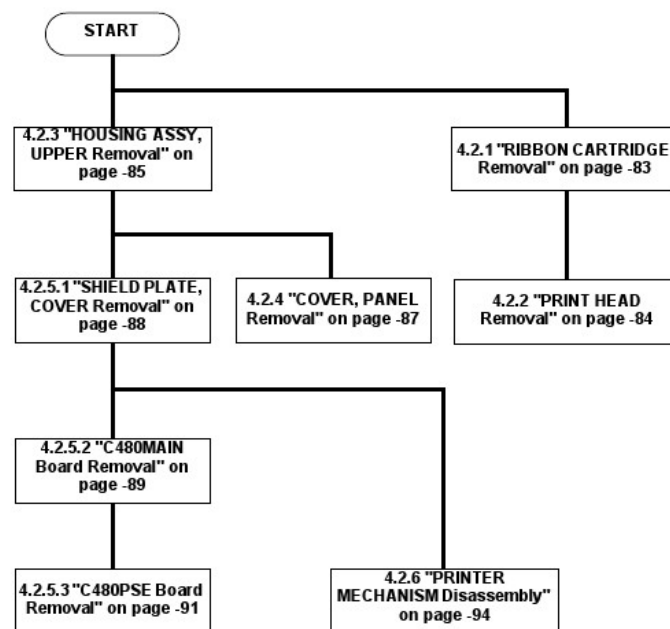 START
4.2.3 "HOUSING ASSY,
UPPER Removal" on
page -85
4.2.1 "RIBBON CARTRIDGE
Removal" on page -83
4.2.5.1 "SHIELD PLATE,
COVER Removal" on
page -88
4.2.4 "COVER, PANEL
Removal" on page -87
4.2.2 "PRINT HEAD
Removal" on page -84
4.2.5.2 "C480MAIN
Board Removal" on
page -89
4.2.5.3 "C480PSE Board
Removal" on page -91
4.2.6 "PRINTER
MECHANISM Disassembly"
on page -94